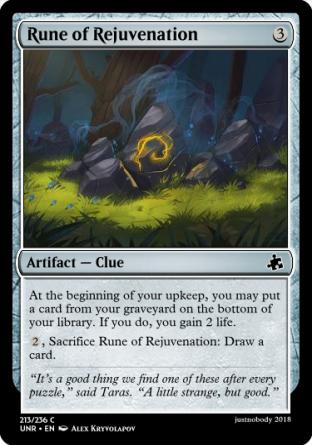 Rune of Rejuvenation 3
Artifact — Clue
At the beginning of your upkeep, you may put
a card from your graveyard on the bottom of
your library. If you do, you gain 2 life.
2, Sacrifice Rune of Rejuvenation: Draw a
card.
“It's a good thing we find one of these after every
puzzle,” said Taras. “A little strange, but good.”
213/236 C
justnobody 2018
UNR • EN Alex Kryvolapov